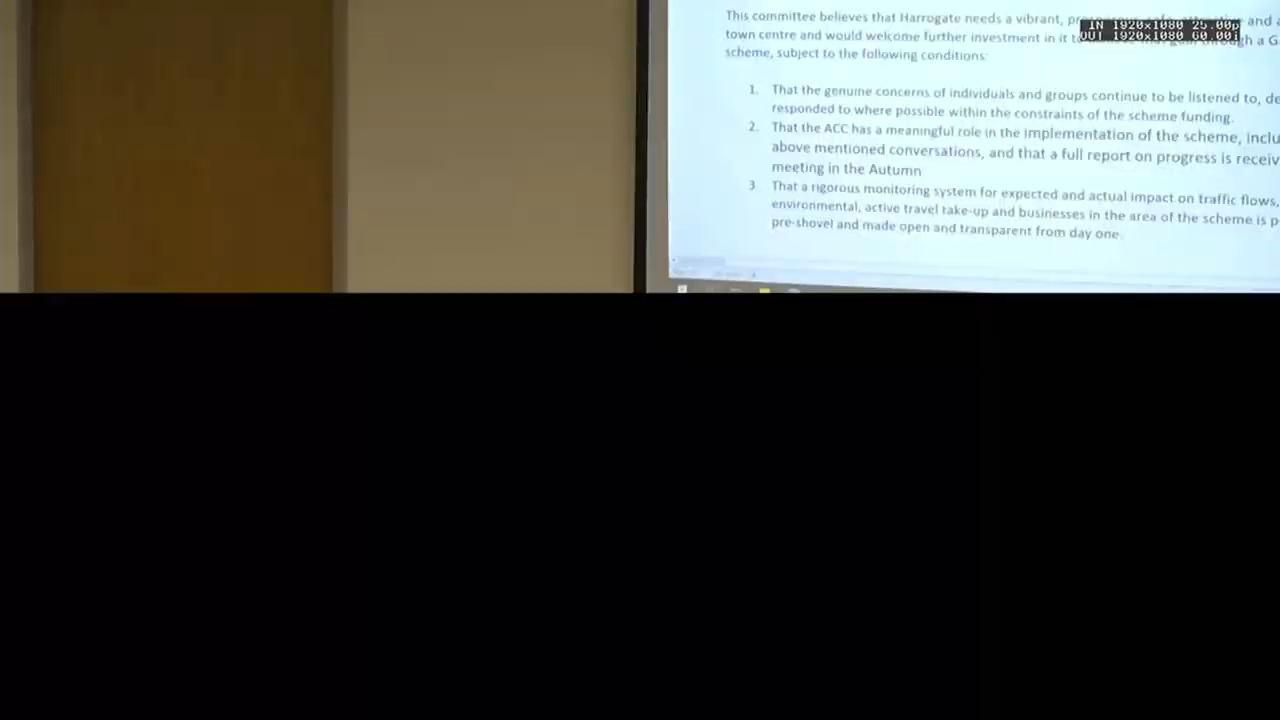 This committee believes that Harrogate needs a vibrant, and
town centre and would welcome further investment in it a G
scheme, subject to the following conditions:
1. That the genuine concerns of individuals and groups continue to be listened to, de
responded to where possible within the constraints of the scheme funding.
2. That the ACC has a meaningful role in the implementation of the scheme, inclu
above mentioned conversations, and that a full report on progress is receiv
meeting in the Autumn
3. That a rigorous monitoring system for expected and actual impact on traffic flows,
environmental, active travel take-up and businesses in the area of the scheme is p
pre-shovel and made open and transparent from day one.
IN 1920x1080 25.00p
OUT 1920x1080 60.00i